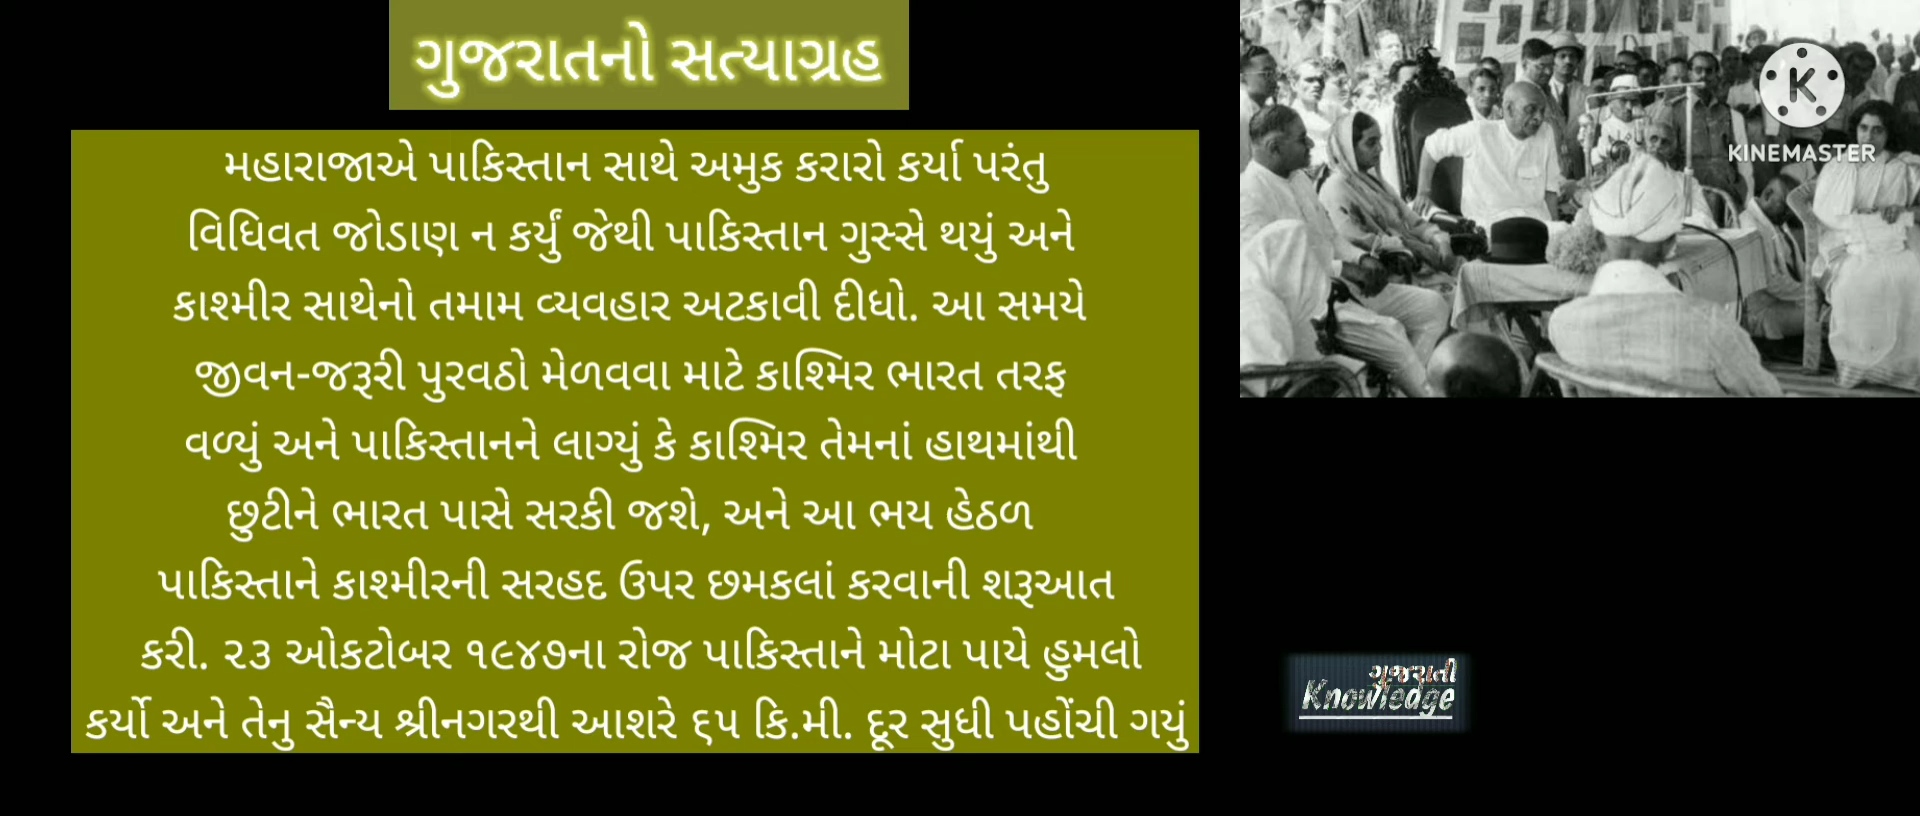 ગુજરાતનો સત્યાગ્રહ
મહારાજાએ પાકિસ્તાન સાથે અમુક કરારો કર્યા પરંતુ
વિધિવત જોડાણ ન કર્યું જેથી પાકિસ્તાન ગુસ્સે થયું અને
કાશ્મીર સાથેનો તમામ વ્યવહાર અટકાવી દીધો. આ સમયે
જીવન-જરૂરી પુરવઠો મેળવવા માટે કાશ્મિર ભારત તરફ
વળ્યું અને પાકિસ્તાનને લાગ્યું કે કાશ્મિર તેમનાં હાથમાંથી
છુટીને ભારત પાસે સરકી જશે, અને આ ભય હેઠળ
પાકિસ્તાને કાશ્મીરની સરહદ ઉપર છમકલાં કરવાની શરૂઆત
કરી. ૨૩ ઓકટોબર ૧૯૪૭ના રોજ પાકિસ્તાને મોટા પાયે હુમલો
કર્યો અને તેનુ સૈન્ય શ્રીનગરથી આશરે ૬૫ કિ.મી. દૂર સુધી પહોંચી ગયું
K
KINEMASTER
ગુજરાતી
Knowledge